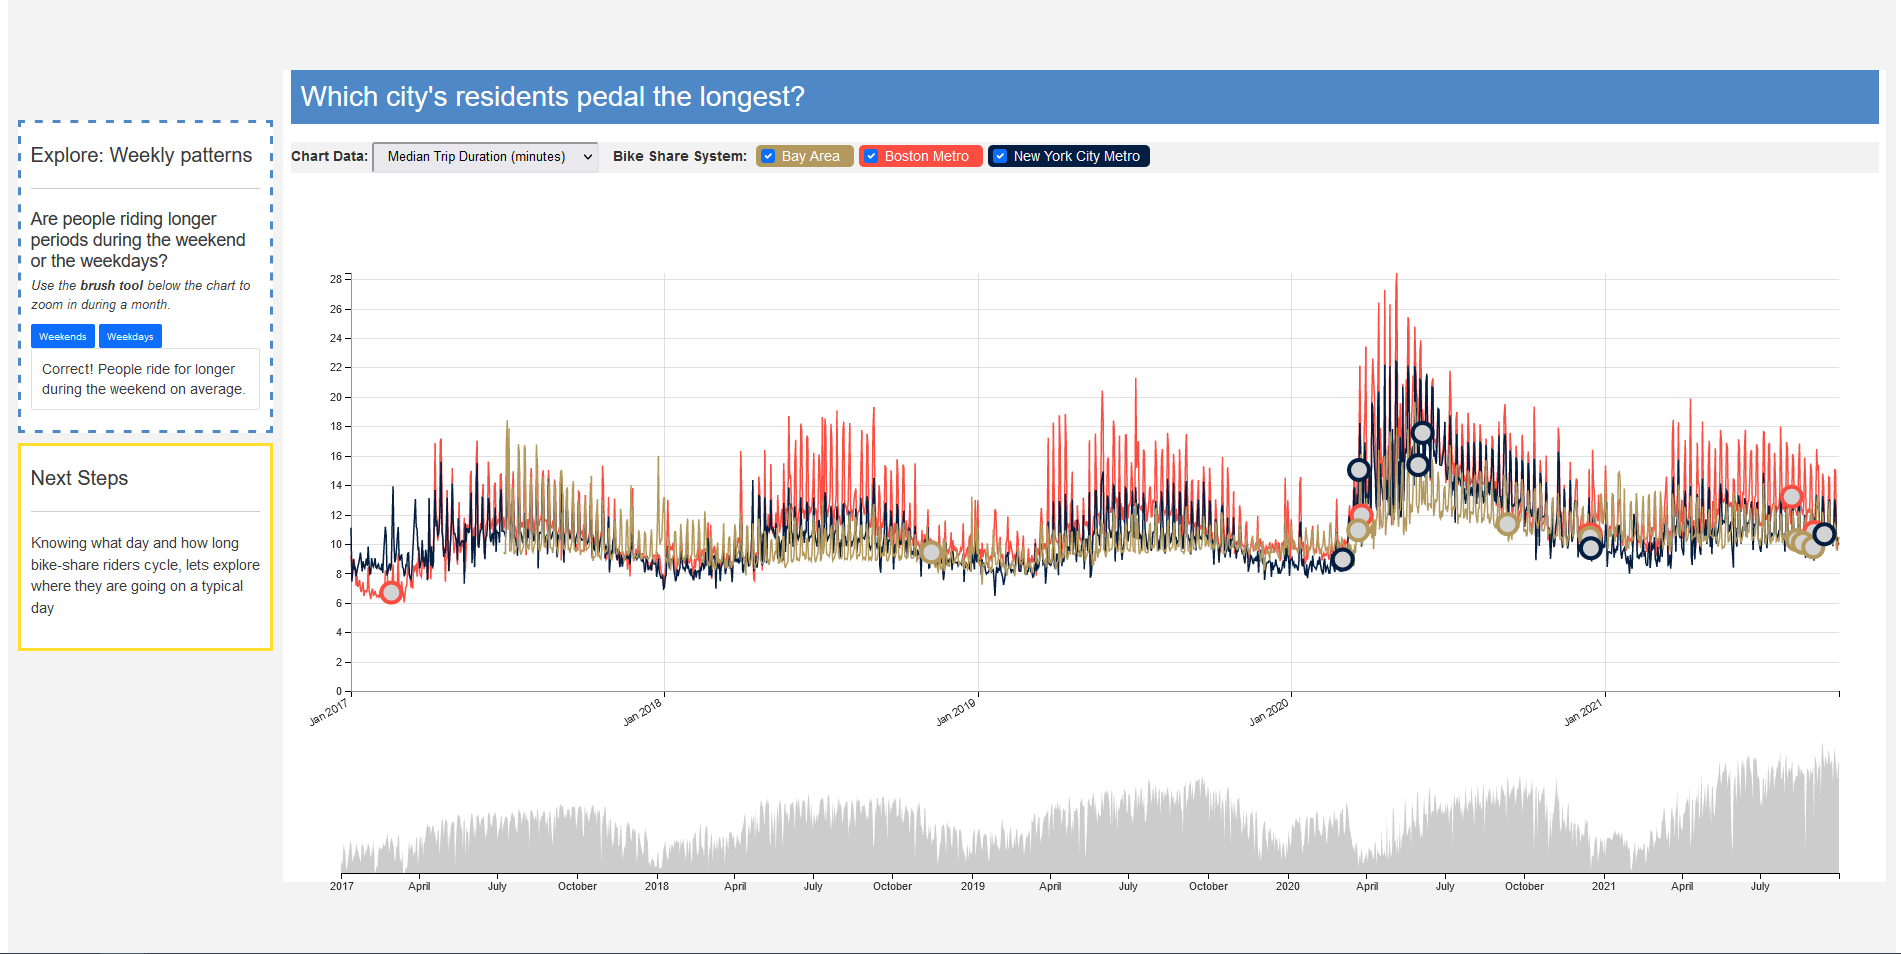 Which city's residents pedal the longest?
Explore: Weekly patterns
Are people riding longer
periods during the weekend
or the weekdays?
Use the brush tool below the chart to
zoom in during a month.
Weekends Weekdays
Correct! People ride for longer
during the weekend on average.
Next Steps
Knowing what day and how long
bike-share riders cycle, lets explore
where they are going on a typical
day
Chart Data: Median Trip Duration (minutes) Bike Share System: Bay Area Boston Metro New York City Metro
28
26
24
22
20
18
16
14
12
10
8
6
4
2
0
Jan 2017 Jan 2018 Jan 2019 Jan 2020 Jan 2021
2017 April July October 2018 April July October 2019 April July October 2020 April July October 2021 April July